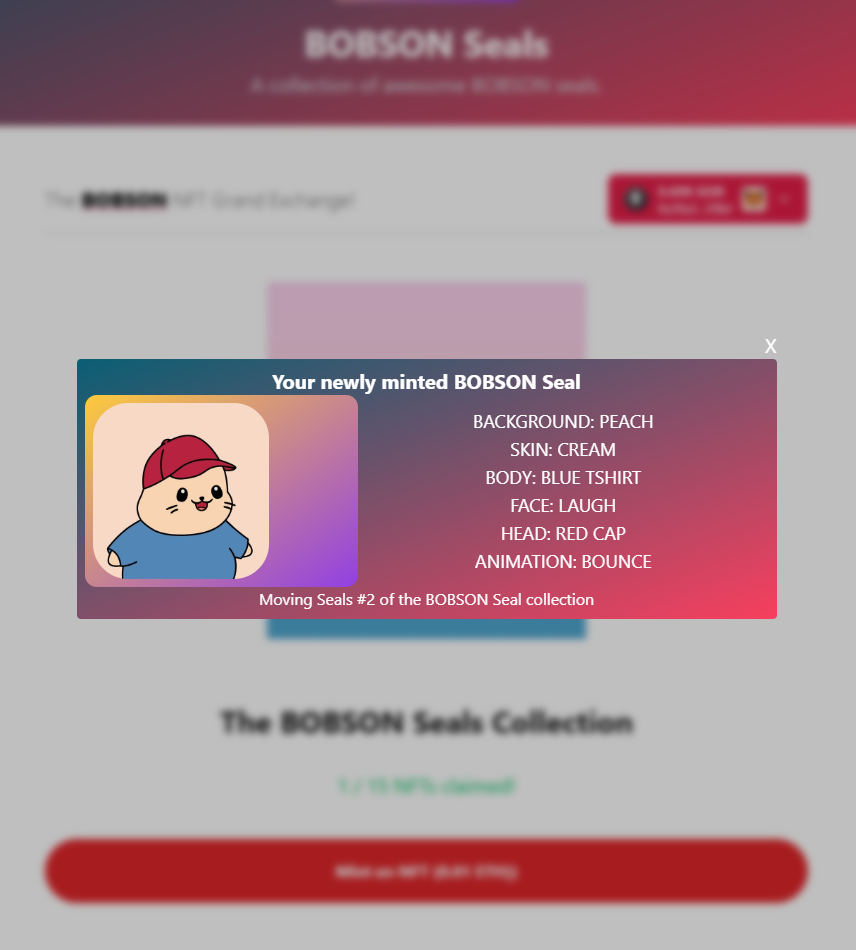 BOBSON Seals
A collection of awesome BOBSON seals.
The BOBSON NFT Grand Exchange!
X
Your newly minted BOBSON Seal
BACKGROUND: PEACH
SKIN: CREAM
BODY: BLUE TSHIRT
FACE: LAUGH
HEAD: RED CAP
ANIMATION: BOUNCE
Moving Seals #2 of the BOBSON Seal collection
The BOBSON Seals Collection
1 / 15 NFTs claimed!
Mint an NFT (0.01 ETH)